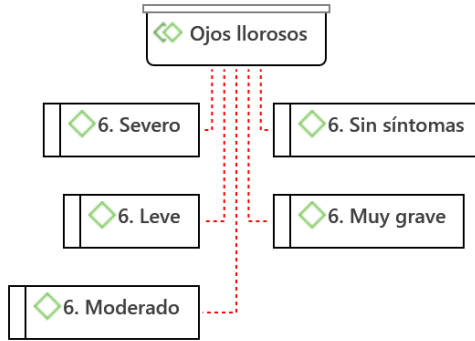 Ojos llorosos
6. Severo
6. Sin síntomas
6. Leve
6. Muy grave
6. Moderado